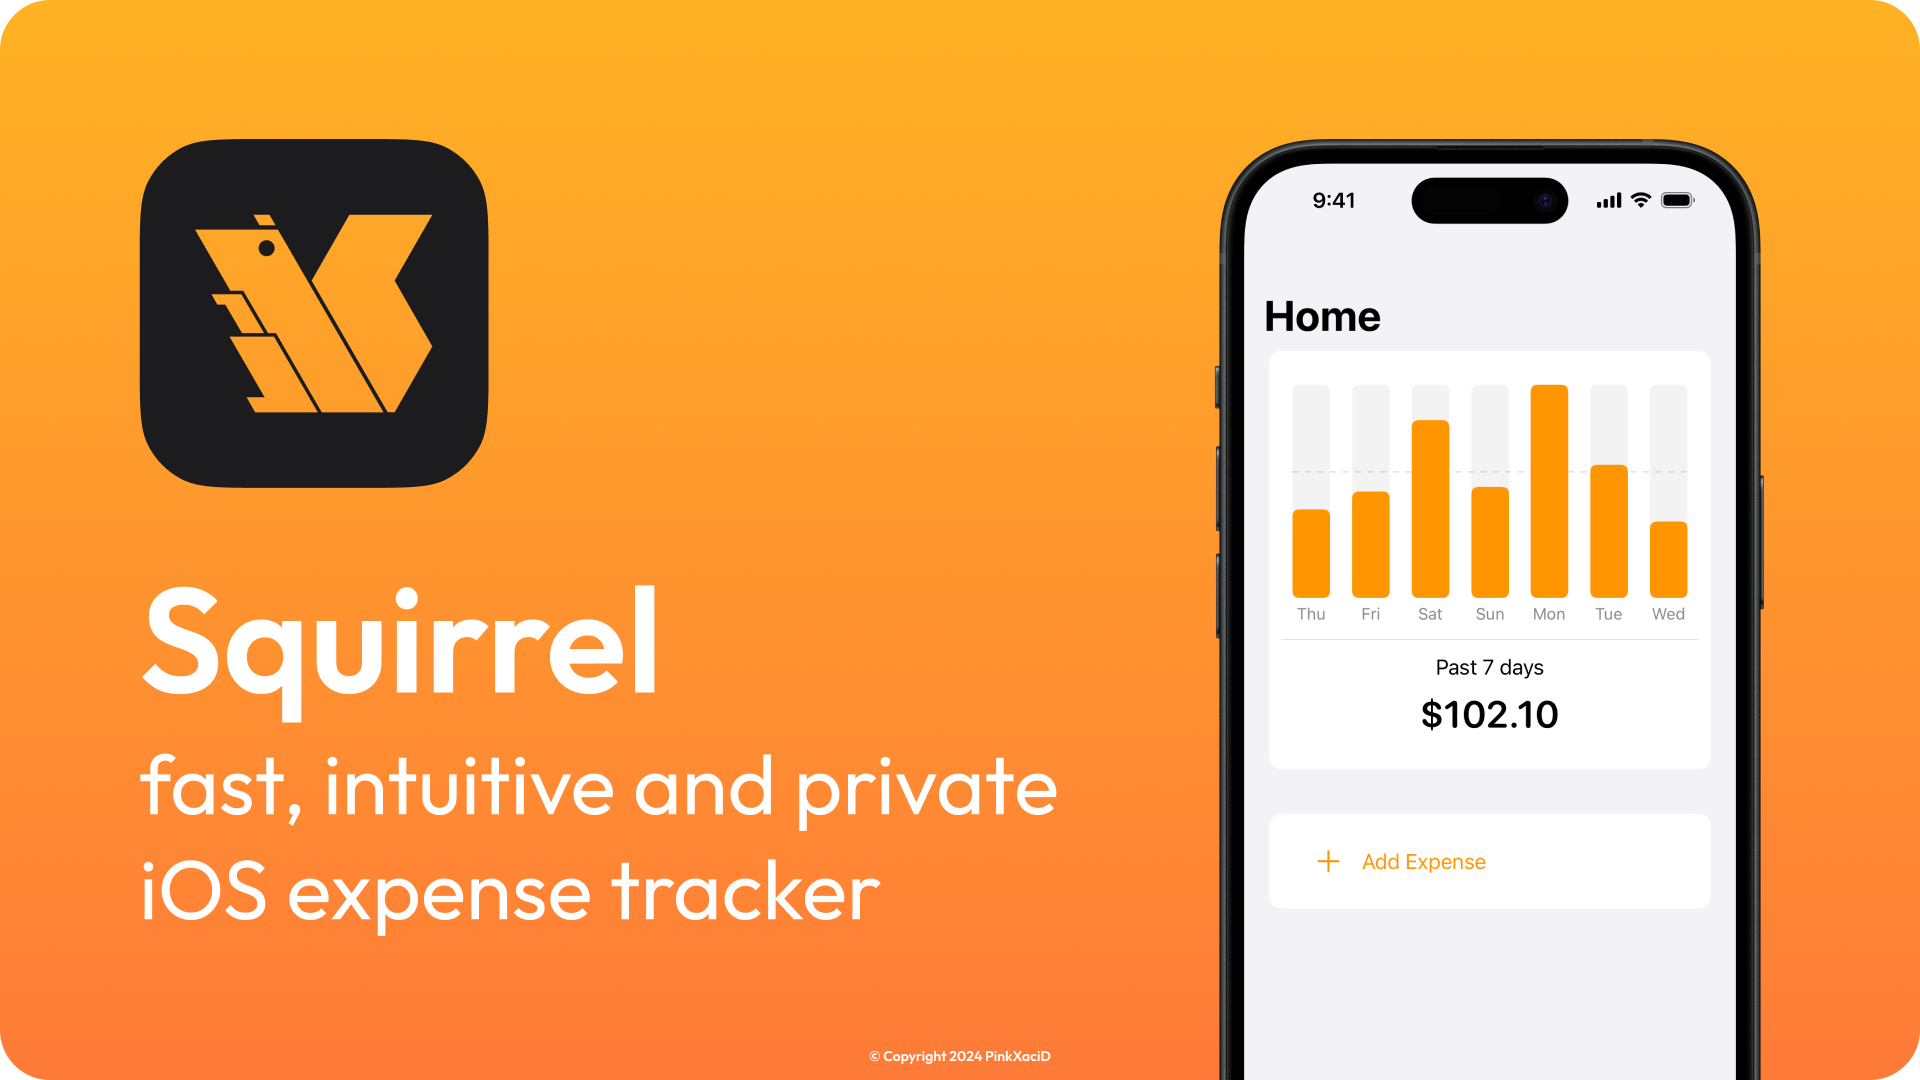 Squirrel
fast, intuitive and private
iOS expense tracker
9:41
Home
Thu Fri Sat Sun Mon Tue Wed
Past 7 days
$102.10
Add Expense
© Copyright 2024 PinkXaciD